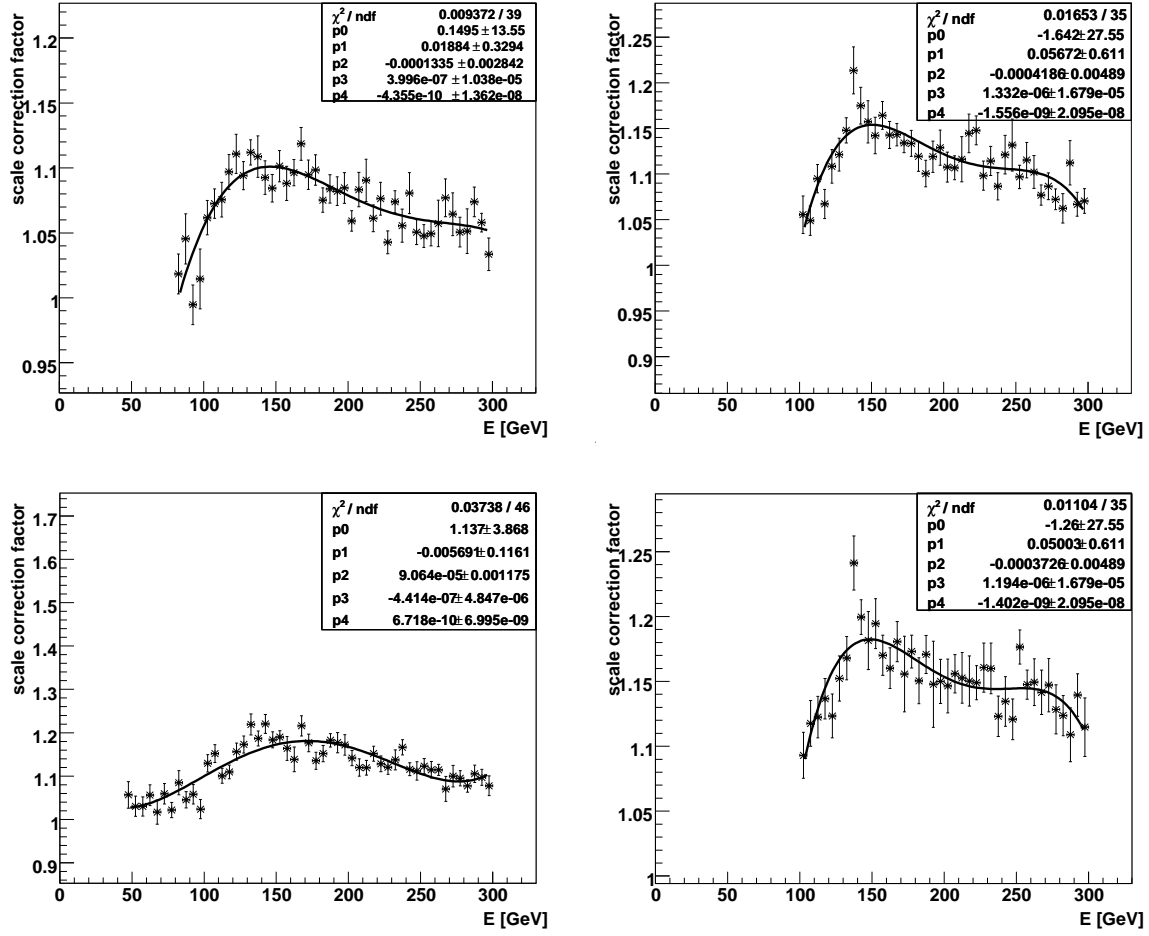 χ² / ndf 0.009372 / 39
p0 0.1495 ± 13.55
p1 0.01884 ± 0.3294
p2 -0.0001335 ± 0.002842
p3 3.996e-07 ± 1.038e-05
p4 -4.355e-10 ± 1.362e-08
scale correction factor
1.2
1.15
1.1
1.05
1
0.95
0 50 100 150 200 250 300
E [GeV]
χ² / ndf 0.01653 / 35
p0 -1.642 ± 27.55
p1 0.05672 ± 0.611
p2 -0.0004186 ± 0.00489
p3 1.332e-06 ± 1.679e-05
p4 -1.556e-09 ± 2.095e-08
scale correction factor
1.25
1.2
1.15
1.1
1.05
1
0.95
0.9
0 50 100 150 200 250 300
E [GeV]
χ² / ndf 0.03738 / 46
p0 1.137 ± 3.868
p1 -0.005691 ± 0.1161
p2 9.064e-05 ± 0.001175
p3 -4.414e-07 ± 4.847e-06
p4 6.718e-10 ± 6.995e-09
scale correction factor
1.7
1.6
1.5
1.4
1.3
1.2
1.1
1
0.9
0 50 100 150 200 250 300
E [GeV]
χ² / ndf 0.01104 / 35
p0 -1.26 ± 27.55
p1 0.05003 ± 0.611
p2 -0.0003726 ± 0.00489
p3 1.194e-06 ± 1.679e-05
p4 -1.402e-09 ± 2.095e-08
scale correction factor
1.25
1.2
1.15
1.1
1.05
1
0 50 100 150 200 250 300
E [GeV]